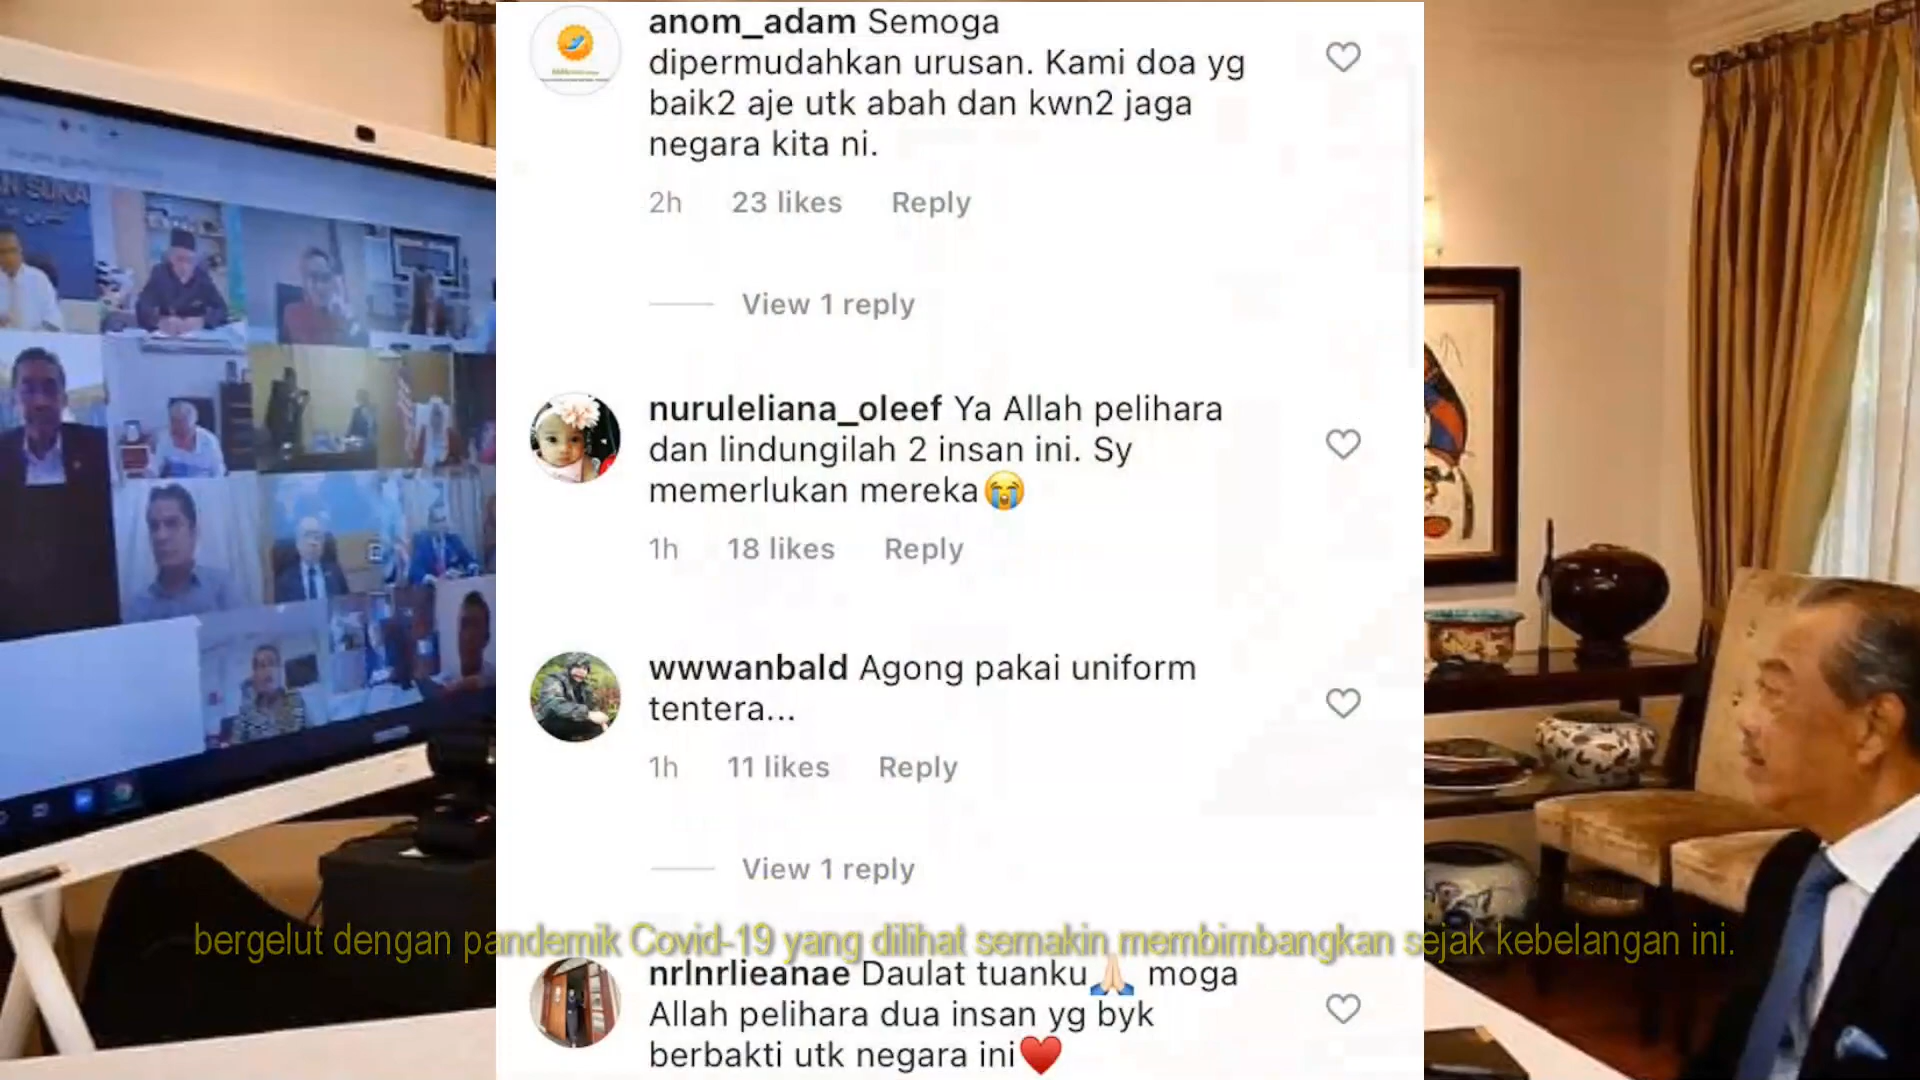 anom_adam Semoga
dipermudahkan urusan. Kami doa yg
baik2 aje utk abah dan kwn2 jaga
negara kita ni.
2h 23 likes Reply
View 1 reply
nuruleliana_oleef Ya Allah pelihara
dan lindungilah 2 insan ini. Sy
memerlukan mereka😭
1h 18 likes Reply
wwwanbald Agong pakai uniform
tentera...
1h 11 likes Reply
View 1 reply
bergelut dengan pandemik Covid-19 yang dilihat semakin membimbangkan sejak kebelangan ini.
nrlnrlieanae Daulat tuanku🙏🏻 moga
Allah pelihara dua insan yg byk
berbakti utk negara ini♥️